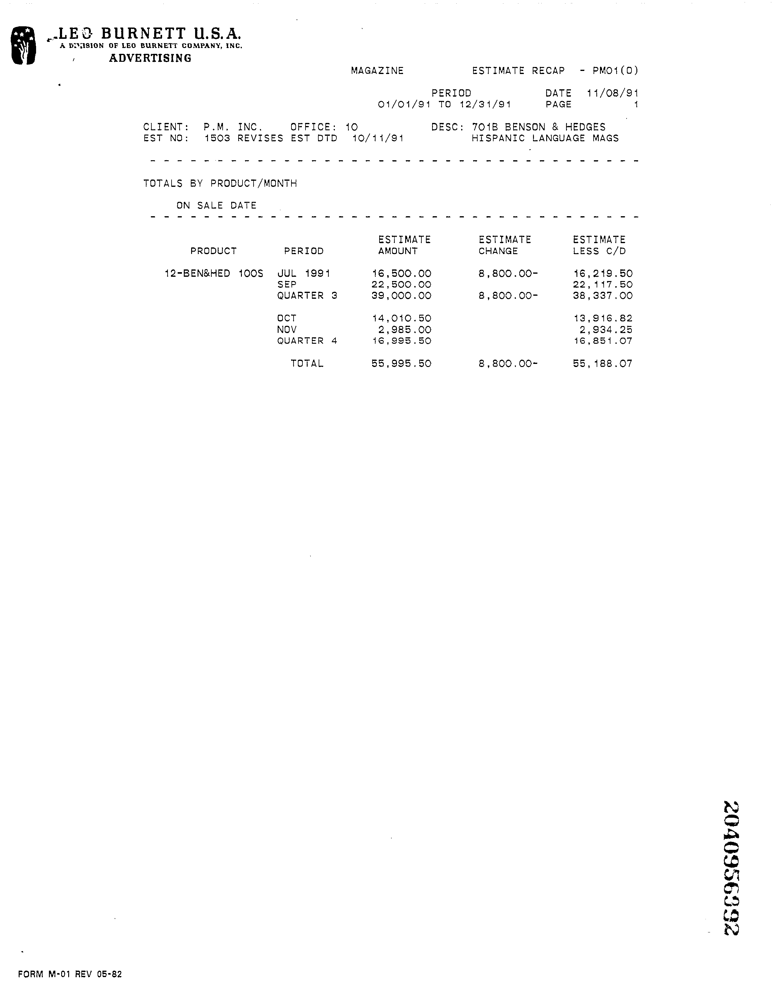 LEO BURNETT U.S.A.
A DIVISION OF LEO BURNETT COMPANY, INC.
ADVERTISING
MAGAZINE ESTIMATE RECAP - PM01(0)
PERIOD DATE 11/08/91
01/01/91 TO 12/31/91 PAGE 1
CLIENT: P.M. INC. OFFICE: 10 DESC: 701B BENSON & HEDGES
EST NO: 1503 REVISES EST DTD 10/11/91 HISPANIC LANGUAGE MAGS
TOTALS BY PRODUCT/MONTH
ON SALE DATE
ESTIMATE ESTIMATE ESTIMATE
PRODUCT PERIOD AMOUNT CHANGE LESS C/D
12-BEN&HED 100S JUL 1991 16,500.00 8,800.00- 16,219.50
SEP 22,500.00 22,117.50
QUARTER 3 39,000.00 8,800.00- 38,337.00
OCT 14,010.50 13,916.82
NOV 2,985.00 2,934.25
QUARTER 4 16,995.50 16,851.07
TOTAL 55,995.50 8,800.00- 55,188.07
2040956392
FORM M-01 REV 05-82